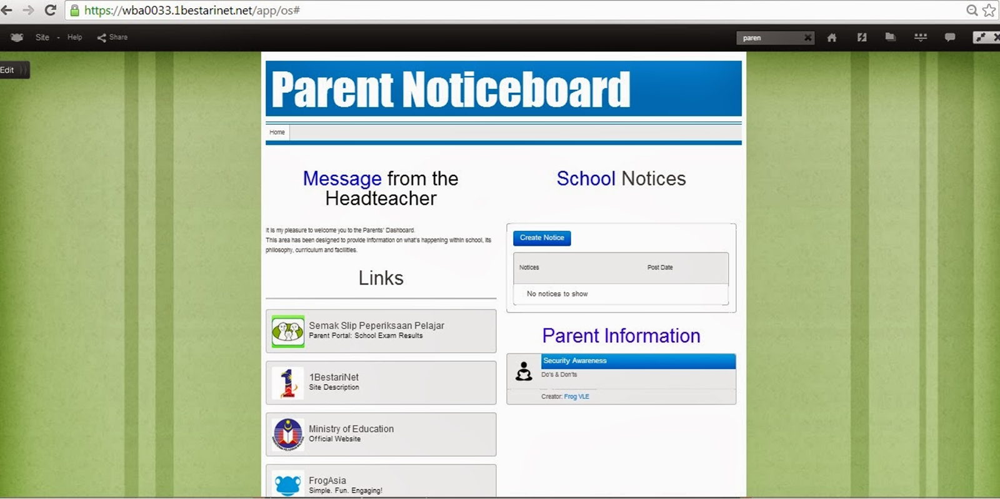 https://wba0033.1bestarinet.net/app/os#
Site
Help
Share
paren
Edit
Parent Noticeboard
Home
Message from the
Headteacher
It is my pleasure to welcome you to the Parents' Dashboard.
This area has been designed to provide information on what's happening within school, its
philosophy, curriculum and facilities.
Links
Semak Slip Peperiksaan Pelajar
Parent Portal: School Exam Results
1BestariNet
Site Description
Ministry of Education
Official Website
FrogAsia
Simple. Fun. Engaging!
School Notices
Create Notice
Notices Post Date
No notices to show
Parent Information
Security Awareness
Do's & Don'ts
Creator: Frog VLE